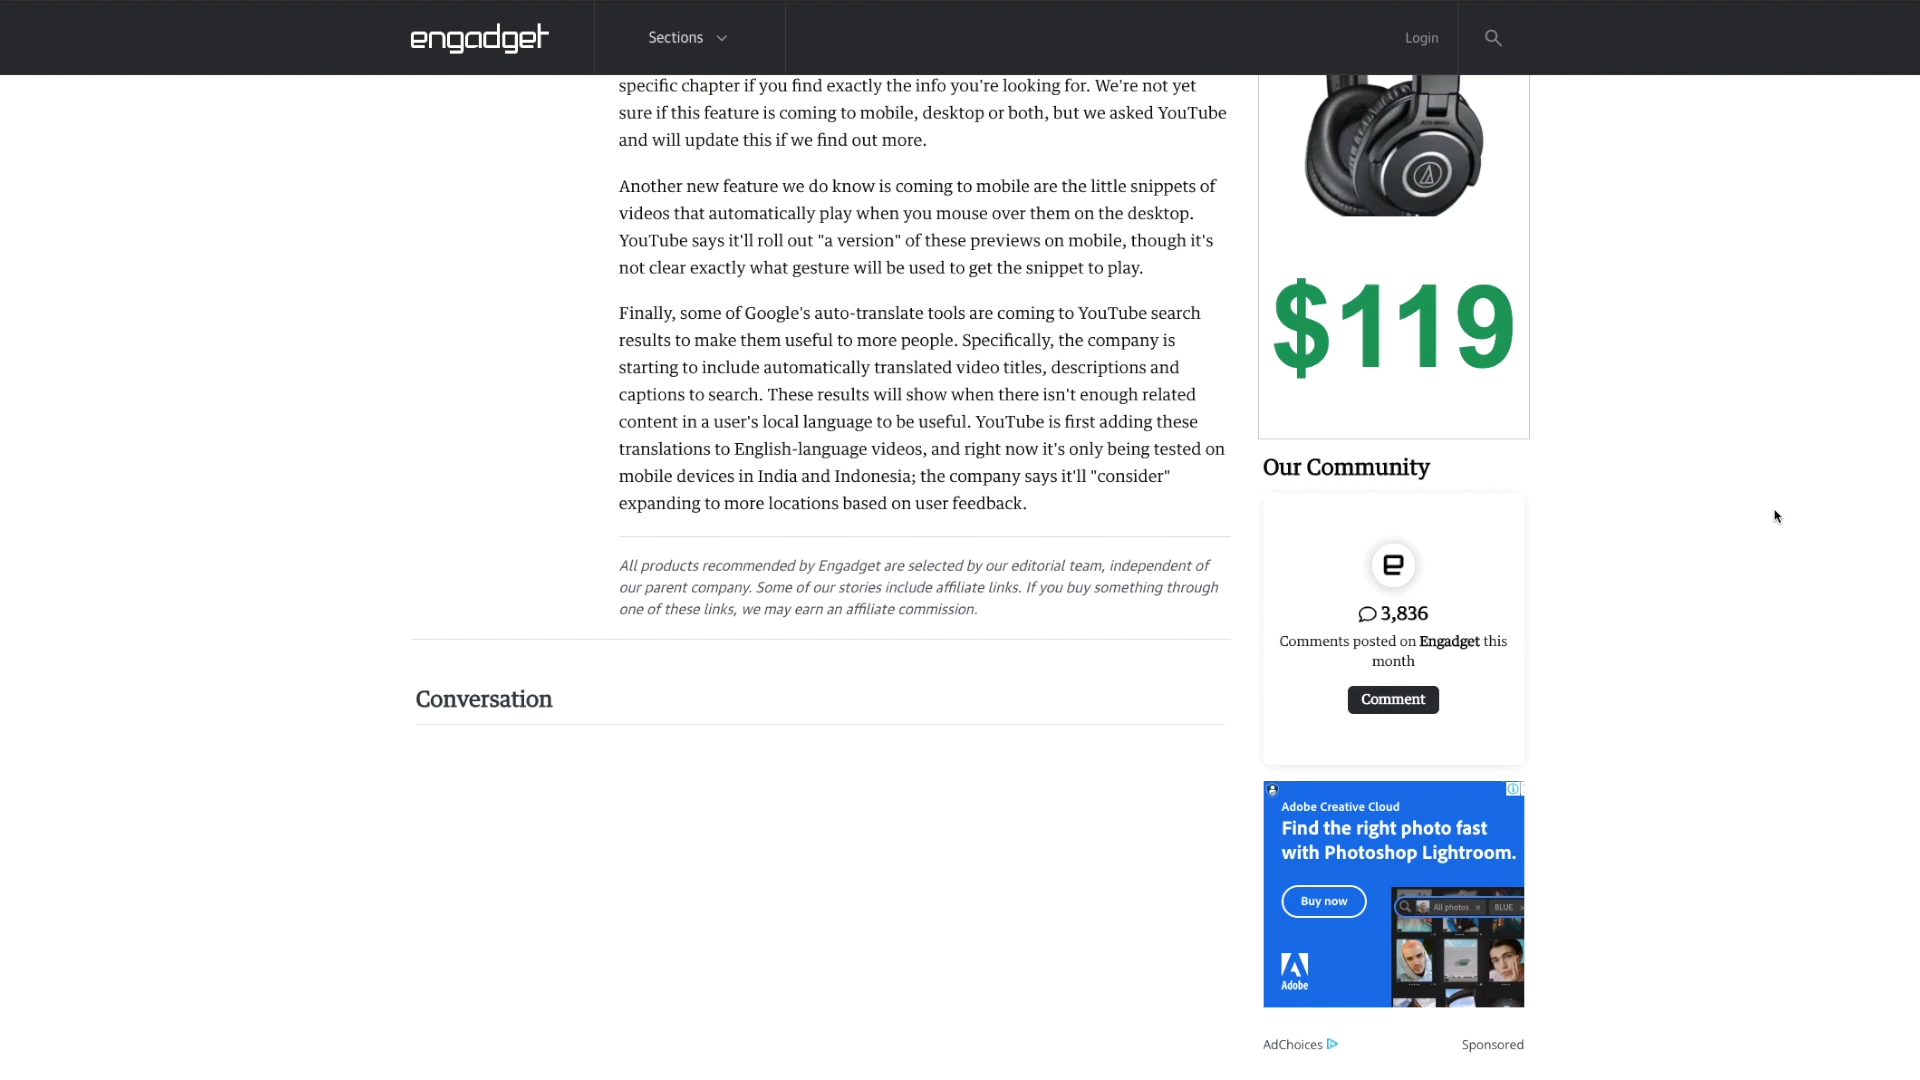 engadget
Sections
Login
specific chapter if you find exactly the info you're looking for. We're not yet
sure if this feature is coming to mobile, desktop or both, but we asked YouTube
and will update this if we find out more.
Another new feature we do know is coming to mobile are the little snippets of
videos that automatically play when you mouse over them on the desktop.
YouTube says it'll roll out "a version" of these previews on mobile, though it's
not clear exactly what gesture will be used to get the snippet to play.
Finally, some of Google's auto-translate tools are coming to YouTube search
results to make them useful to more people. Specifically, the company is
starting to include automatically translated video titles, descriptions and
captions to search. These results will show when there isn't enough related
content in a user's local language to be useful. YouTube is first adding these
translations to English-language videos, and right now it's only being tested on
mobile devices in India and Indonesia; the company says it'll "consider"
expanding to more locations based on user feedback.
All products recommended by Engadget are selected by our editorial team, independent of
our parent company. Some of our stories include affiliate links. If you buy something through
one of these links, we may earn an affiliate commission.
Conversation
$119
Our Community
3,836
Comments posted on Engadget this
month
Comment
Adobe Creative Cloud
Find the right photo fast
with Photoshop Lightroom.
Buy now
All photos
BLUE
Adobe
AdChoices
Sponsored